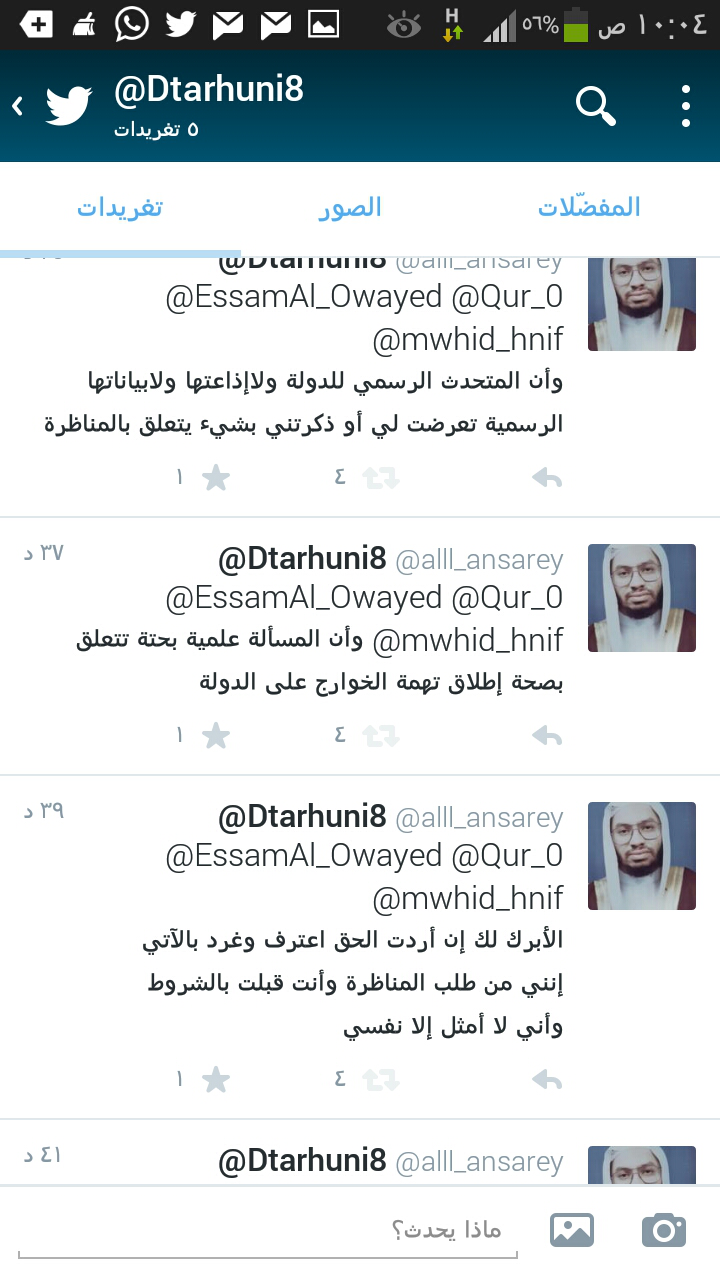 ١٠:٠٤ ص
٥٦%
H
@Dtarhuni8
٥ تغريدات
تغريدات
الصور
المفضّلات
@Dtarhuni8 @alll_ansarey
@EssamAl_Owayed @Qur_0
@mwhid_hnif
وأن المتحدث الرسمي للدولة ولاإذاعتها ولابياناتها
الرسمية تعرضت لي أو ذكرتني بشيء يتعلق بالمناظرة
٤
١
٣٧ د
@Dtarhuni8 @alll_ansarey
@EssamAl_Owayed @Qur_0
@mwhid_hnif وأن المسألة علمية بحتة تتعلق
بصحة إطلاق تهمة الخوارج على الدولة
٤
١
٣٩ د
@Dtarhuni8 @alll_ansarey
@EssamAl_Owayed @Qur_0
@mwhid_hnif
الأبرك لك إن أردت الحق اعترف وغرد بالآتي
إنني من طلب المناظرة وأنت قبلت بالشروط
وأني لا أمثل إلا نفسي
٤
١
٤١ د
@Dtarhuni8 @alll_ansarey
ماذا يحدث؟